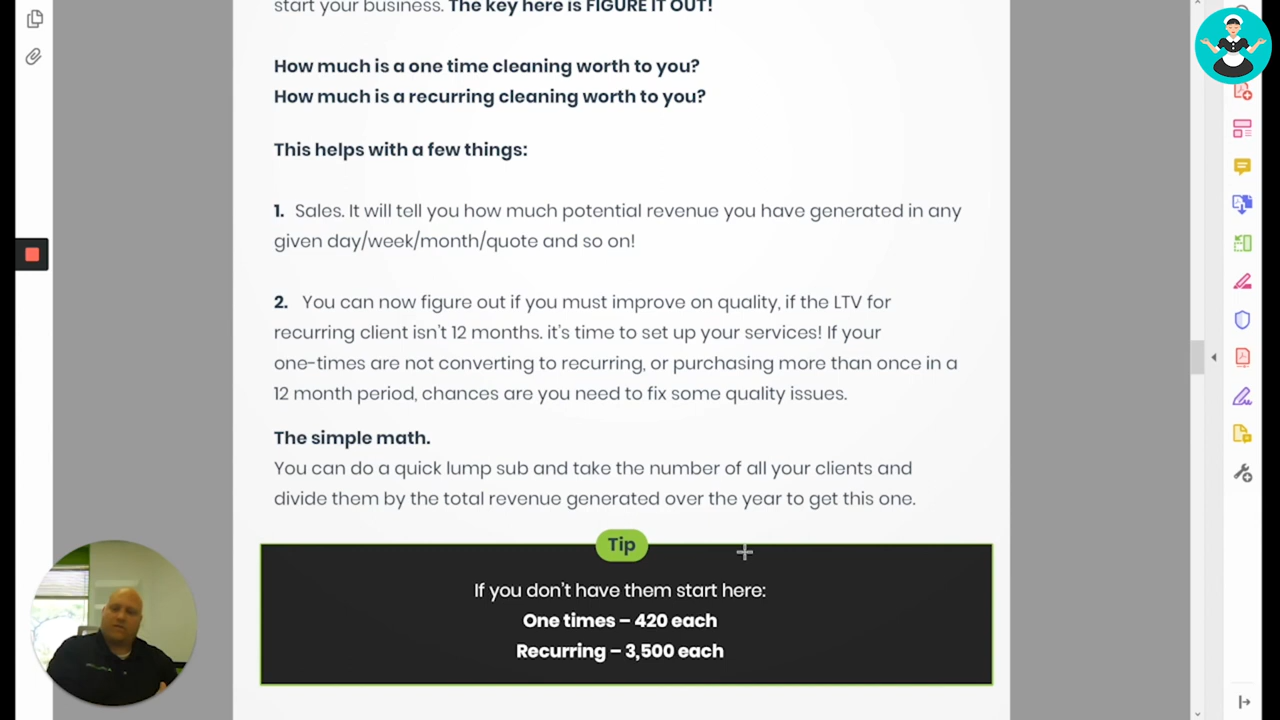 start your business. The key here is FIGURE IT OUT!
How much is a one time cleaning worth to you?
How much is a recurring cleaning worth to you?
This helps with a few things:
1. Sales. It will tell you how much potential revenue you have generated in any
given day/week/month/quote and so on!
2. You can now figure out if you must improve on quality, if the LTV for
recurring client isn't 12 months. it's time to set up your services! If your
one-times are not converting to recurring, or purchasing more than once in a
12 month period, chances are you need to fix some quality issues.
The simple math.
You can do a quick lump sub and take the number of all your clients and
divide them by the total revenue generated over the year to get this one.
Tip
If you don't have them start here:
One times – 420 each
Recurring – 3,500 each